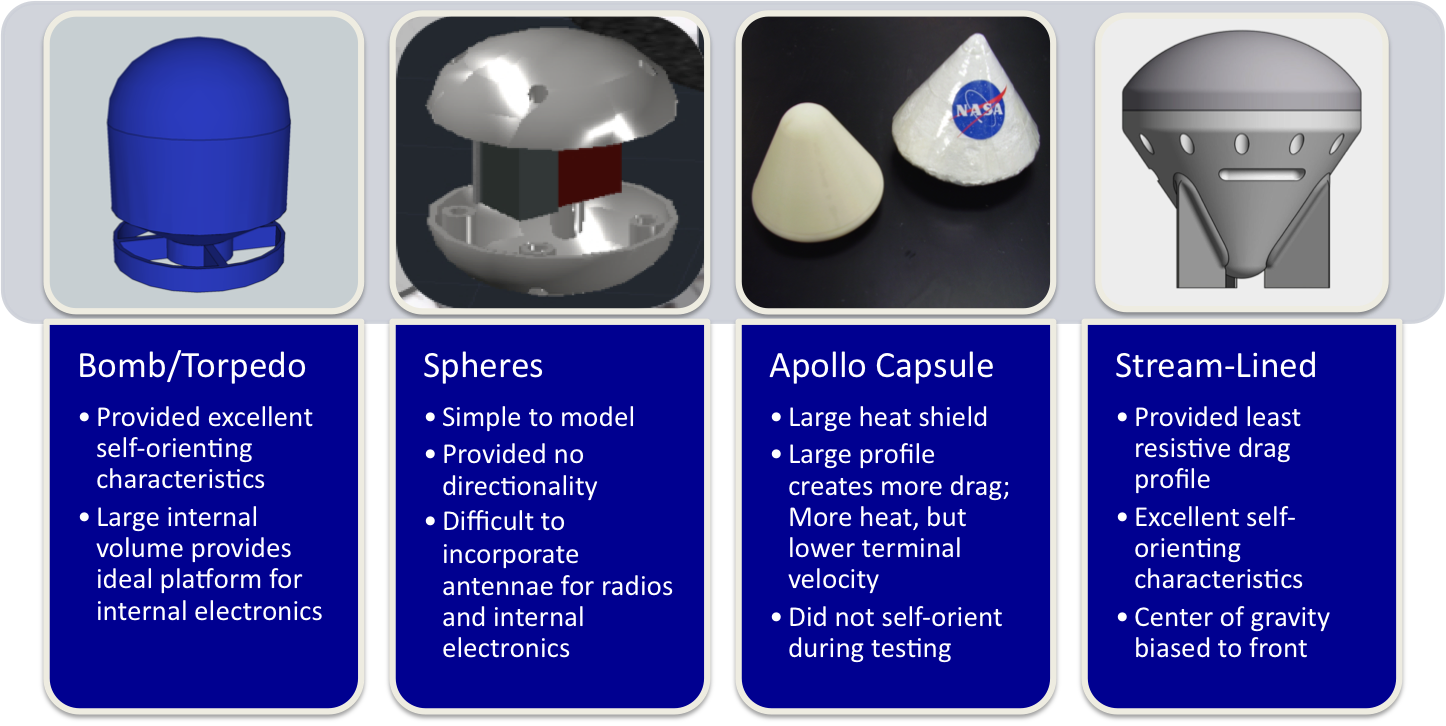 NASA
Bomb/Torpedo
• Provided excellent
self-orienting
characteristics
• Large internal
volume provides
ideal platform for
internal electronics
Spheres
• Simple to model
• Provided no
directionality
• Difficult to
incorporate
antennae for radios
and internal
electronics
Apollo Capsule
• Large heat shield
• Large profile
creates more drag;
More heat, but
lower terminal
velocity
• Did not self-orient
during testing
Stream-Lined
• Provided least
resistive drag
profile
• Excellent self-
orienting
characteristics
• Center of gravity
biased to front